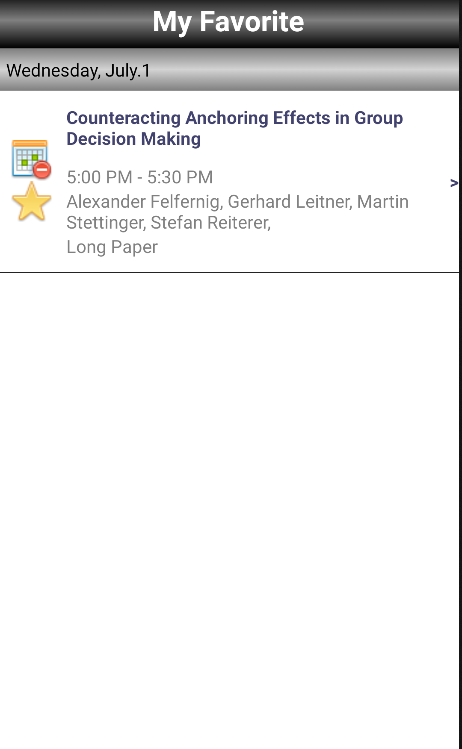 My Favorite
Wednesday, July.1
Counteracting Anchoring Effects in Group
Decision Making
5:00 PM - 5:30 PM
>
Alexander Felfernig, Gerhard Leitner, Martin
Stettinger, Stefan Reiterer,
Long Paper